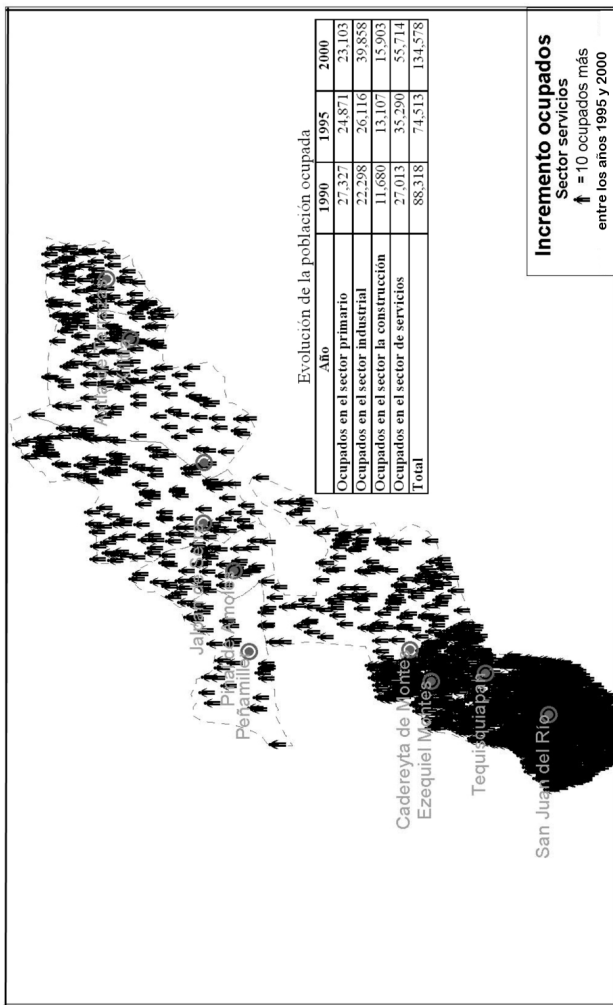 Jalpan de Serra
Pinal de Amoles
Peñamiller
Cadereyta de Montes
Ezequiel Montes
Tequisquiapan
San Juan del Río
Evolución de la población ocupada
Año 1990 1995 2000
Ocupados en el sector primario 27,327 24,871 23,103
Ocupados en el sector industrial 22,298 26,116 39,858
Ocupados en el sector la construcción 11,680 13,107 15,903
Ocupados en el sector de servicios 27,013 35,290 55,714
Total 88,318 74,513 134,578
Incremento ocupados
Sector servicios
= 10 ocupados más
entre los años 1995 y 2000